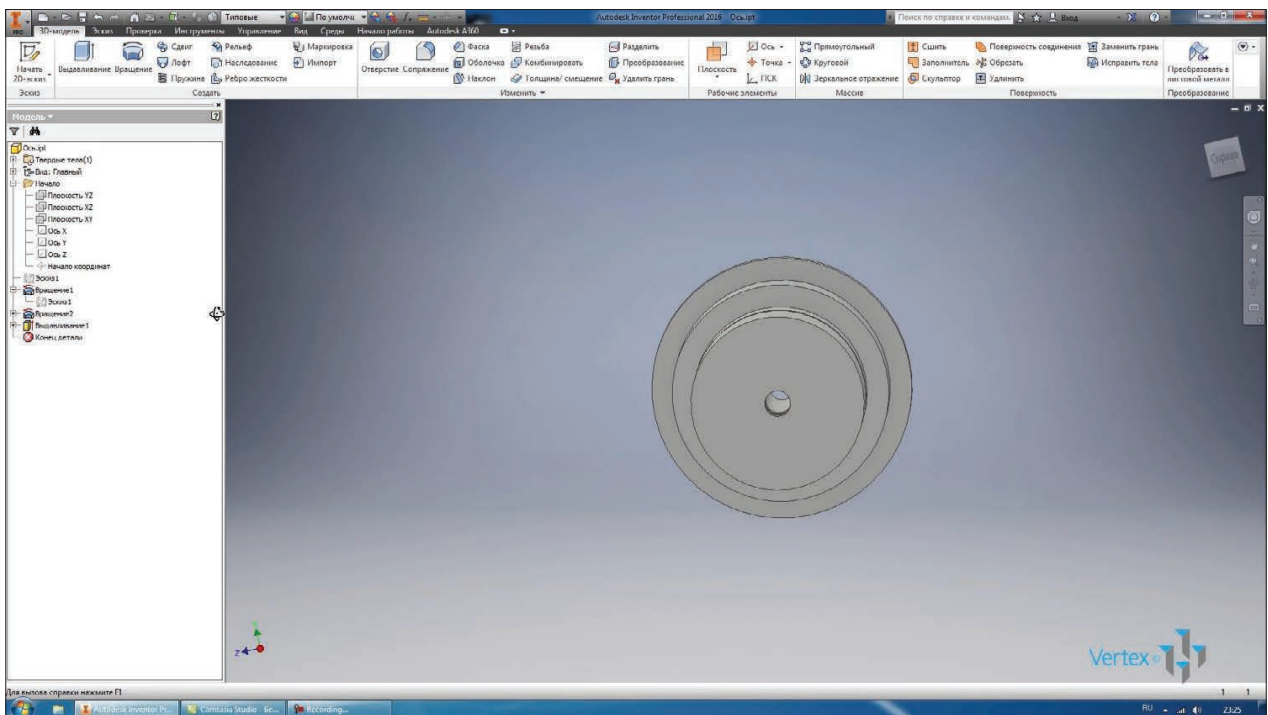 PRO
Типовые
По умолч
Autodesk Inventor Professional 2016 Ось.ipt
Поиск по справке и командам.
Вход
3D-модель Эскиз Проверка Инструменты Управление Вид Среды Начало работы Autodesk A360
Начать
2D-эскиз
Выдавливание Вращение
Сдвиг
Лофт
Пружина
Рельеф
Наследование
Ребро жесткости
Маркировка
Импорт
Отверстие Сопряжение
Фаска
Оболочка
Наклон
Резьба
Комбинировать
Толщина/ смещение
Разделить
Преобразование
Удалить грань
Плоскость
Ось
Точка
ПСК
Прямоугольный
Круговой
Зеркальное отражение
Сшить
Заполнитель
Скульптор
Поверхность соединения
Обрезать
Удлинить
Заменить грань
Исправить тела
Преобразовать в
листовой металл
Эскиз Создать Изменить Рабочие элементы Массив Поверхность Преобразование
Модель
Ось.ipt
Твердые тела(1)
Вид: Главный
Начало
Плоскость YZ
Плоскость XZ
Плоскость XY
Ось X
Ось Y
Ось Z
Начало координат
Эскиз1
Вращение1
Эскиз1
Вращение2
Выдавливание1
Конец детали
Справа
Z
Vertex
Для вызова справки нажмите F1
1 1
Autodesk Inventor Pr...
Camtasia Studio - Бе...
Recording...
RU
23:25